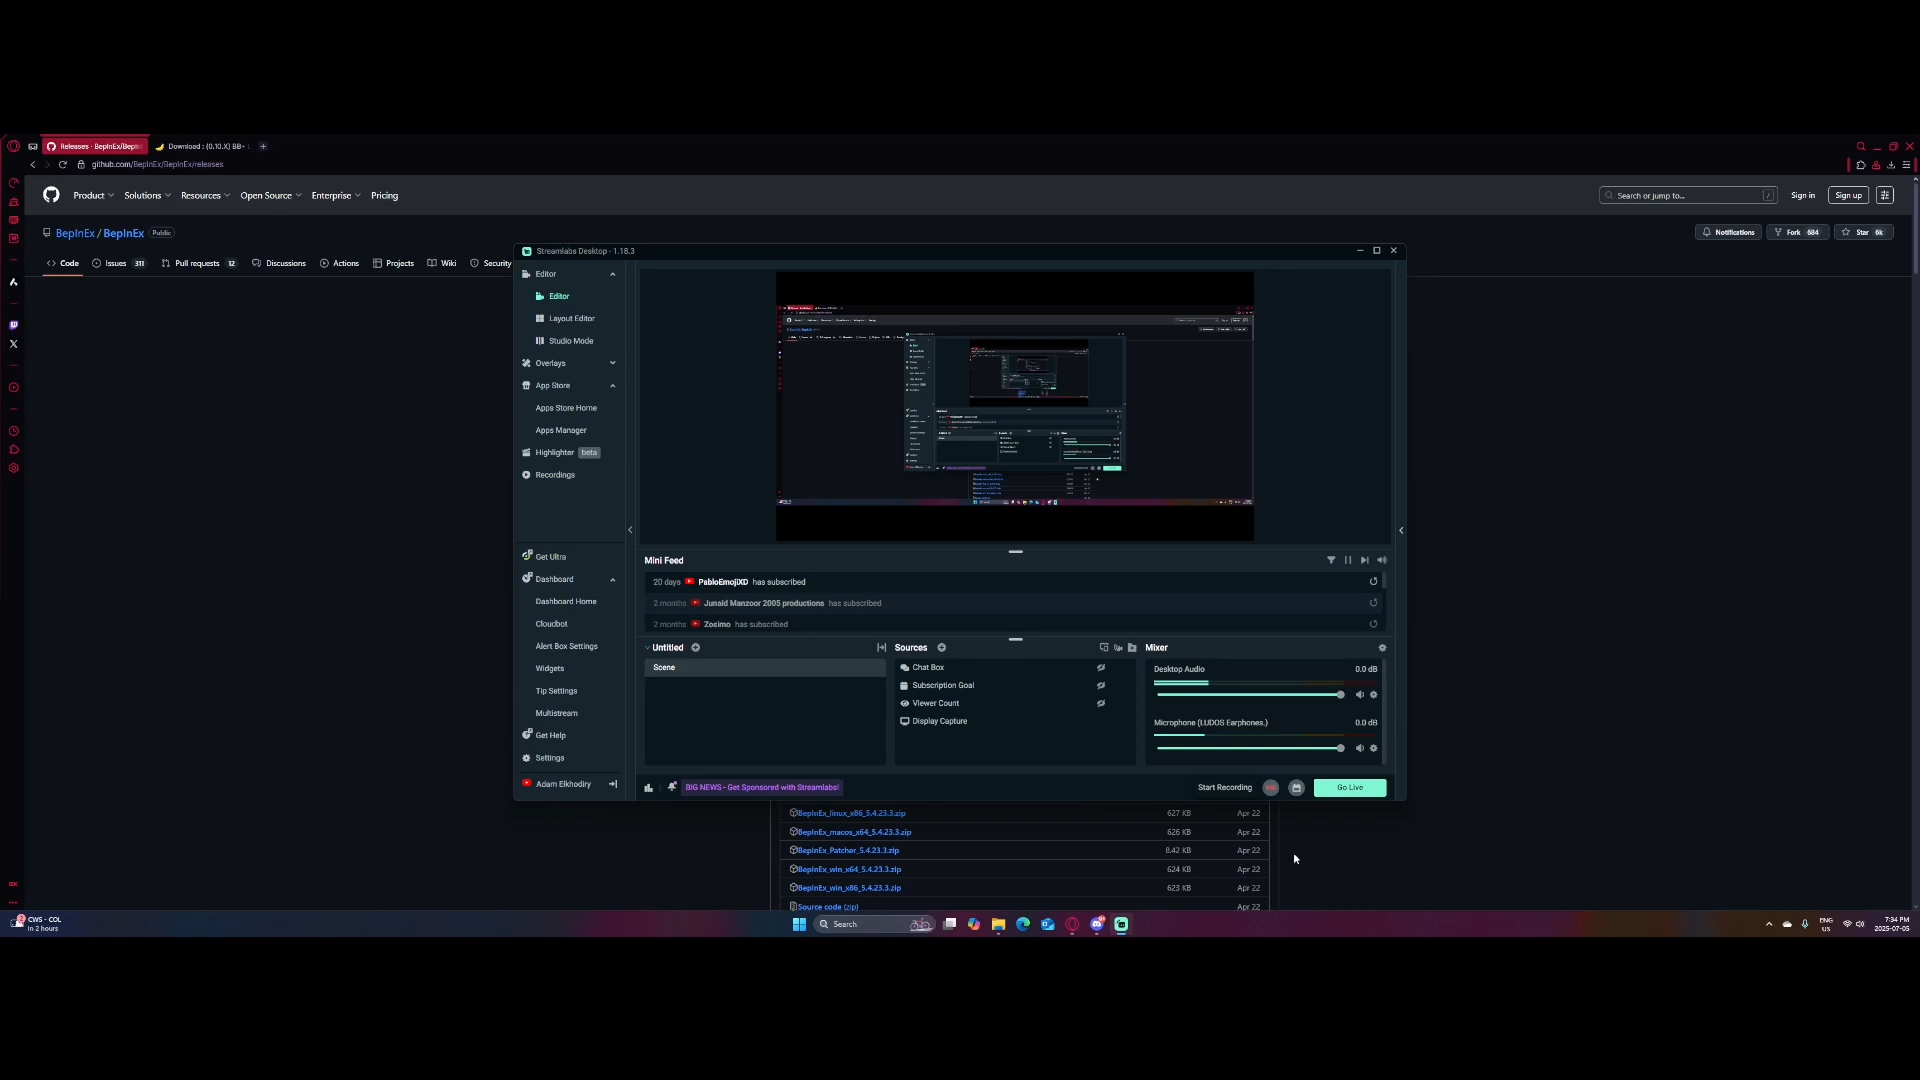 Releases · BepInEx/BepIn
Download : (0.10.X) BB+
github.com/BepInEx/BepInEx/releases
Product
Solutions
Resources
Open Source
Enterprise
Pricing
Search or jump to...
/
Sign in
Sign up
BepInEx / BepInEx
Public
Notifications
Fork 684
Star 6k
Code
Issues 311
Pull requests 12
Discussions
Actions
Projects
Wiki
Security
Streamlabs Desktop - 1.18.3
Editor
Editor
Layout Editor
Studio Mode
Overlays
App Store
Apps Store Home
Apps Manager
Highlighter beta
Recordings
Get Ultra
Dashboard
Dashboard Home
Cloudbot
Alert Box Settings
Widgets
Tip Settings
Multistream
Get Help
Settings
Adam Elkhodiry
Mini Feed
20 days PabloEmojiXD has subscribed
2 months Junaid Manzoor 2005 productions has subscribed
2 months Zosimo has subscribed
Untitled
Scene
Sources
Chat Box
Subscription Goal
Viewer Count
Display Capture
Mixer
Desktop Audio 0.0 dB
Microphone (LUDOS Earphones.) 0.0 dB
BIG NEWS - Get Sponsored with Streamlabs!
Start Recording
REC
Go Live
BepInEx_linux_x86_5.4.23.3.zip 627 KB Apr 22
BepInEx_macos_x64_5.4.23.3.zip 626 KB Apr 22
BepInEx_Patcher_5.4.23.3.zip 8.42 KB Apr 22
BepInEx_win_x64_5.4.23.3.zip 624 KB Apr 22
BepInEx_win_x86_5.4.23.3.zip 623 KB Apr 22
Source code (zip) Apr 22
CWS - COL
In 2 hours
Search
ENG
US
7:34 PM
2025-07-05